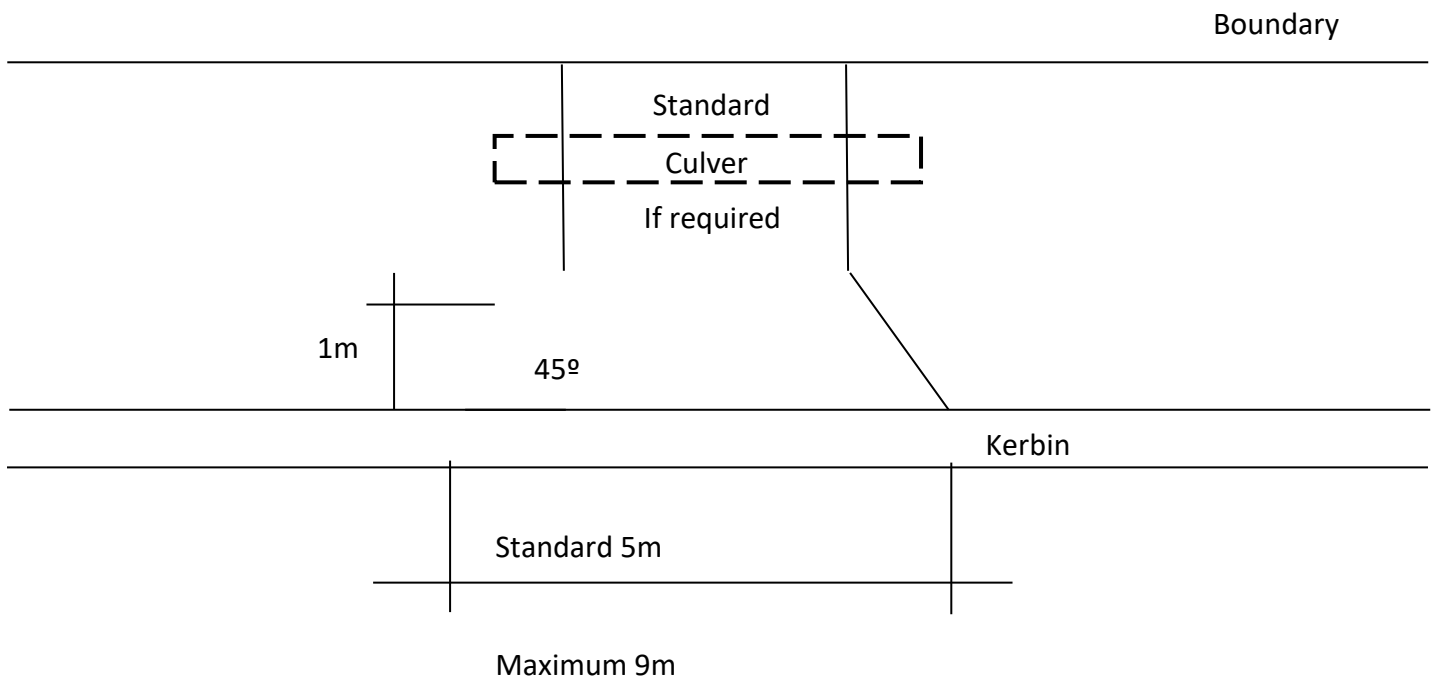 Boundary
Standard
Culver
If required
1m
45º
Kerbin
Standard 5m
Maximum 9m